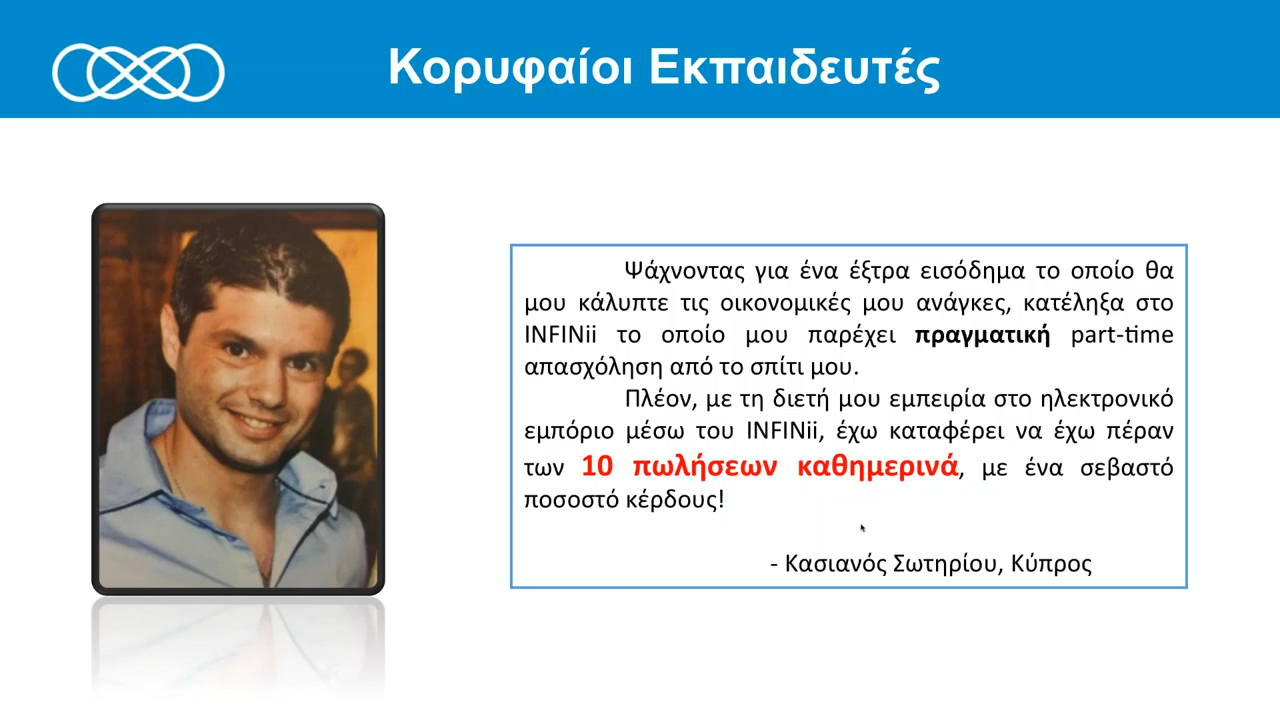 Κορυφαίοι Εκπαιδευτές
Ψάχνοντας για ένα έξτρα εισόδημα το οποίο θα
μου κάλυπτε τις οικονομικές μου ανάγκες, κατέληξα στο
INFINii το οποίο μου παρέχει πραγματική part-time
απασχόληση από το σπίτι μου.
Πλέον, με τη διετή μου εμπειρία στο ηλεκτρονικό
εμπόριο μέσω του INFINii, έχω καταφέρει να έχω πέραν
των 10 πωλήσεων καθημερινά, με ένα σεβαστό
ποσοστό κέρδους!
- Κασιανός Σωτηρίου, Κύπρος